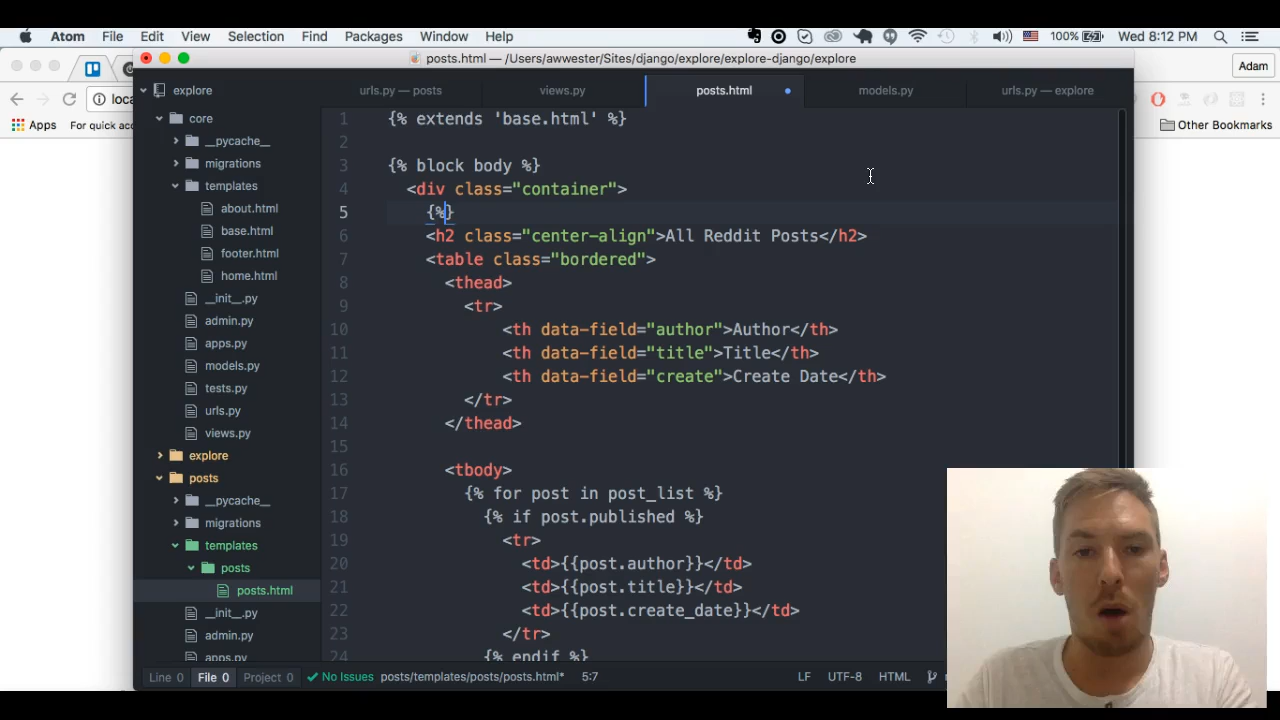 Atom File Edit View Selection Find Packages Window Help 100% Wed 8:12 PM
posts.html — /Users/awwester/Sites/django/explore/explore-django/explore
Adam
loca
Apps For quick acc
Other Bookmarks
explore
urls.py — posts
views.py
posts.html
models.py
urls.py — explore
core
__pycache__
migrations
templates
about.html
base.html
footer.html
home.html
__init__.py
admin.py
apps.py
models.py
tests.py
urls.py
views.py
explore
posts
__pycache__
migrations
templates
posts
posts.html
__init__.py
admin.py
apps.py
1 {% extends 'base.html' %}
2
3 {% block body %}
4 <div class="container">
5 {%}
6 <h2 class="center-align">All Reddit Posts</h2>
7 <table class="bordered">
8 <thead>
9 <tr>
10 <th data-field="author">Author</th>
11 <th data-field="title">Title</th>
12 <th data-field="create">Create Date</th>
13 </tr>
14 </thead>
15
16 <tbody>
17 {% for post in post_list %}
18 {% if post.published %}
19 <tr>
20 <td>{{post.author}}</td>
21 <td>{{post.title}}</td>
22 <td>{{post.create_date}}</td>
23 </tr>
24 {% endif %}
Line 0 File 0 Project 0 No Issues posts/templates/posts/posts.html* 5:7 LF UTF-8 HTML